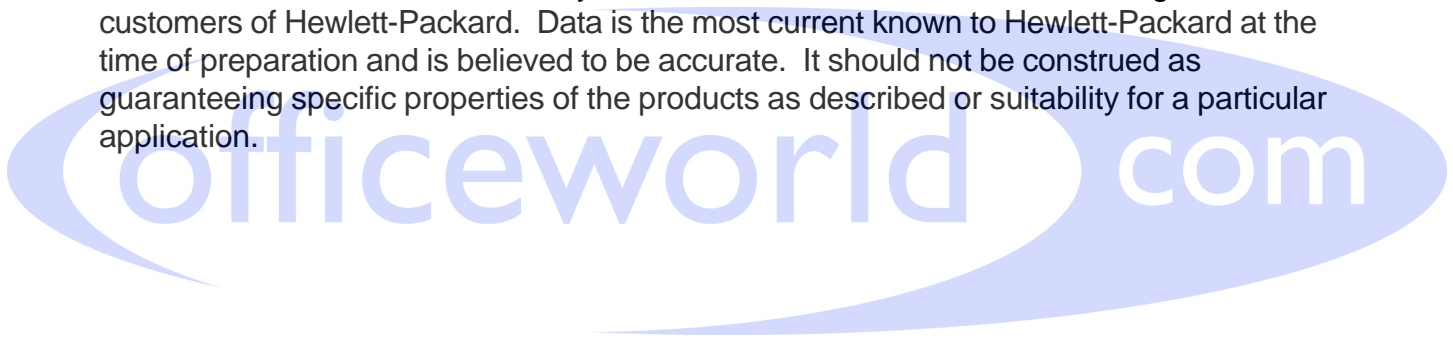 customers of Hewlett-Packard.  Data is the most current known to Hewlett-Packard at the
time of preparation and is believed to be accurate.  It should not be construed as
guaranteeing specific properties of the products as described or suitability for a particular
application.
officeworld com